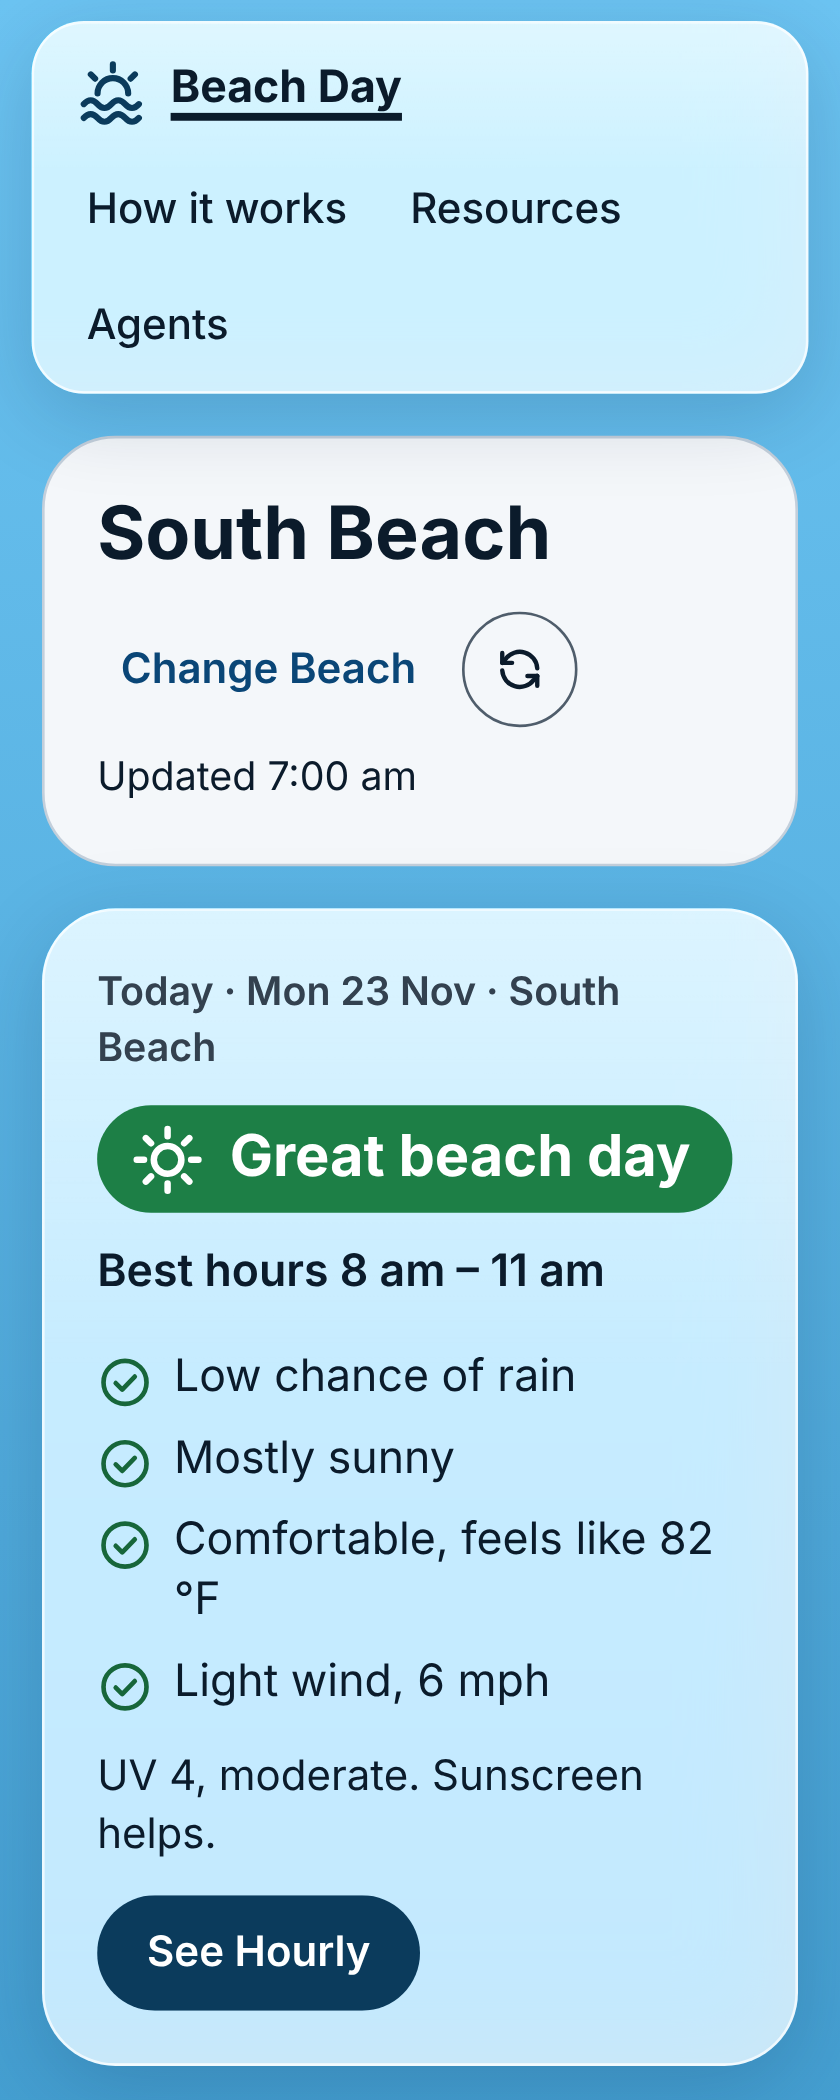 Beach Day
How it works Resources
Agents
South Beach
Change Beach
Updated 7:00 am
Today · Mon 23 Nov · South
Beach
Great beach day
Best hours 8 am – 11 am
Low chance of rain
Mostly sunny
Comfortable, feels like 82
°F
Light wind, 6 mph
UV 4, moderate. Sunscreen
helps.
See Hourly